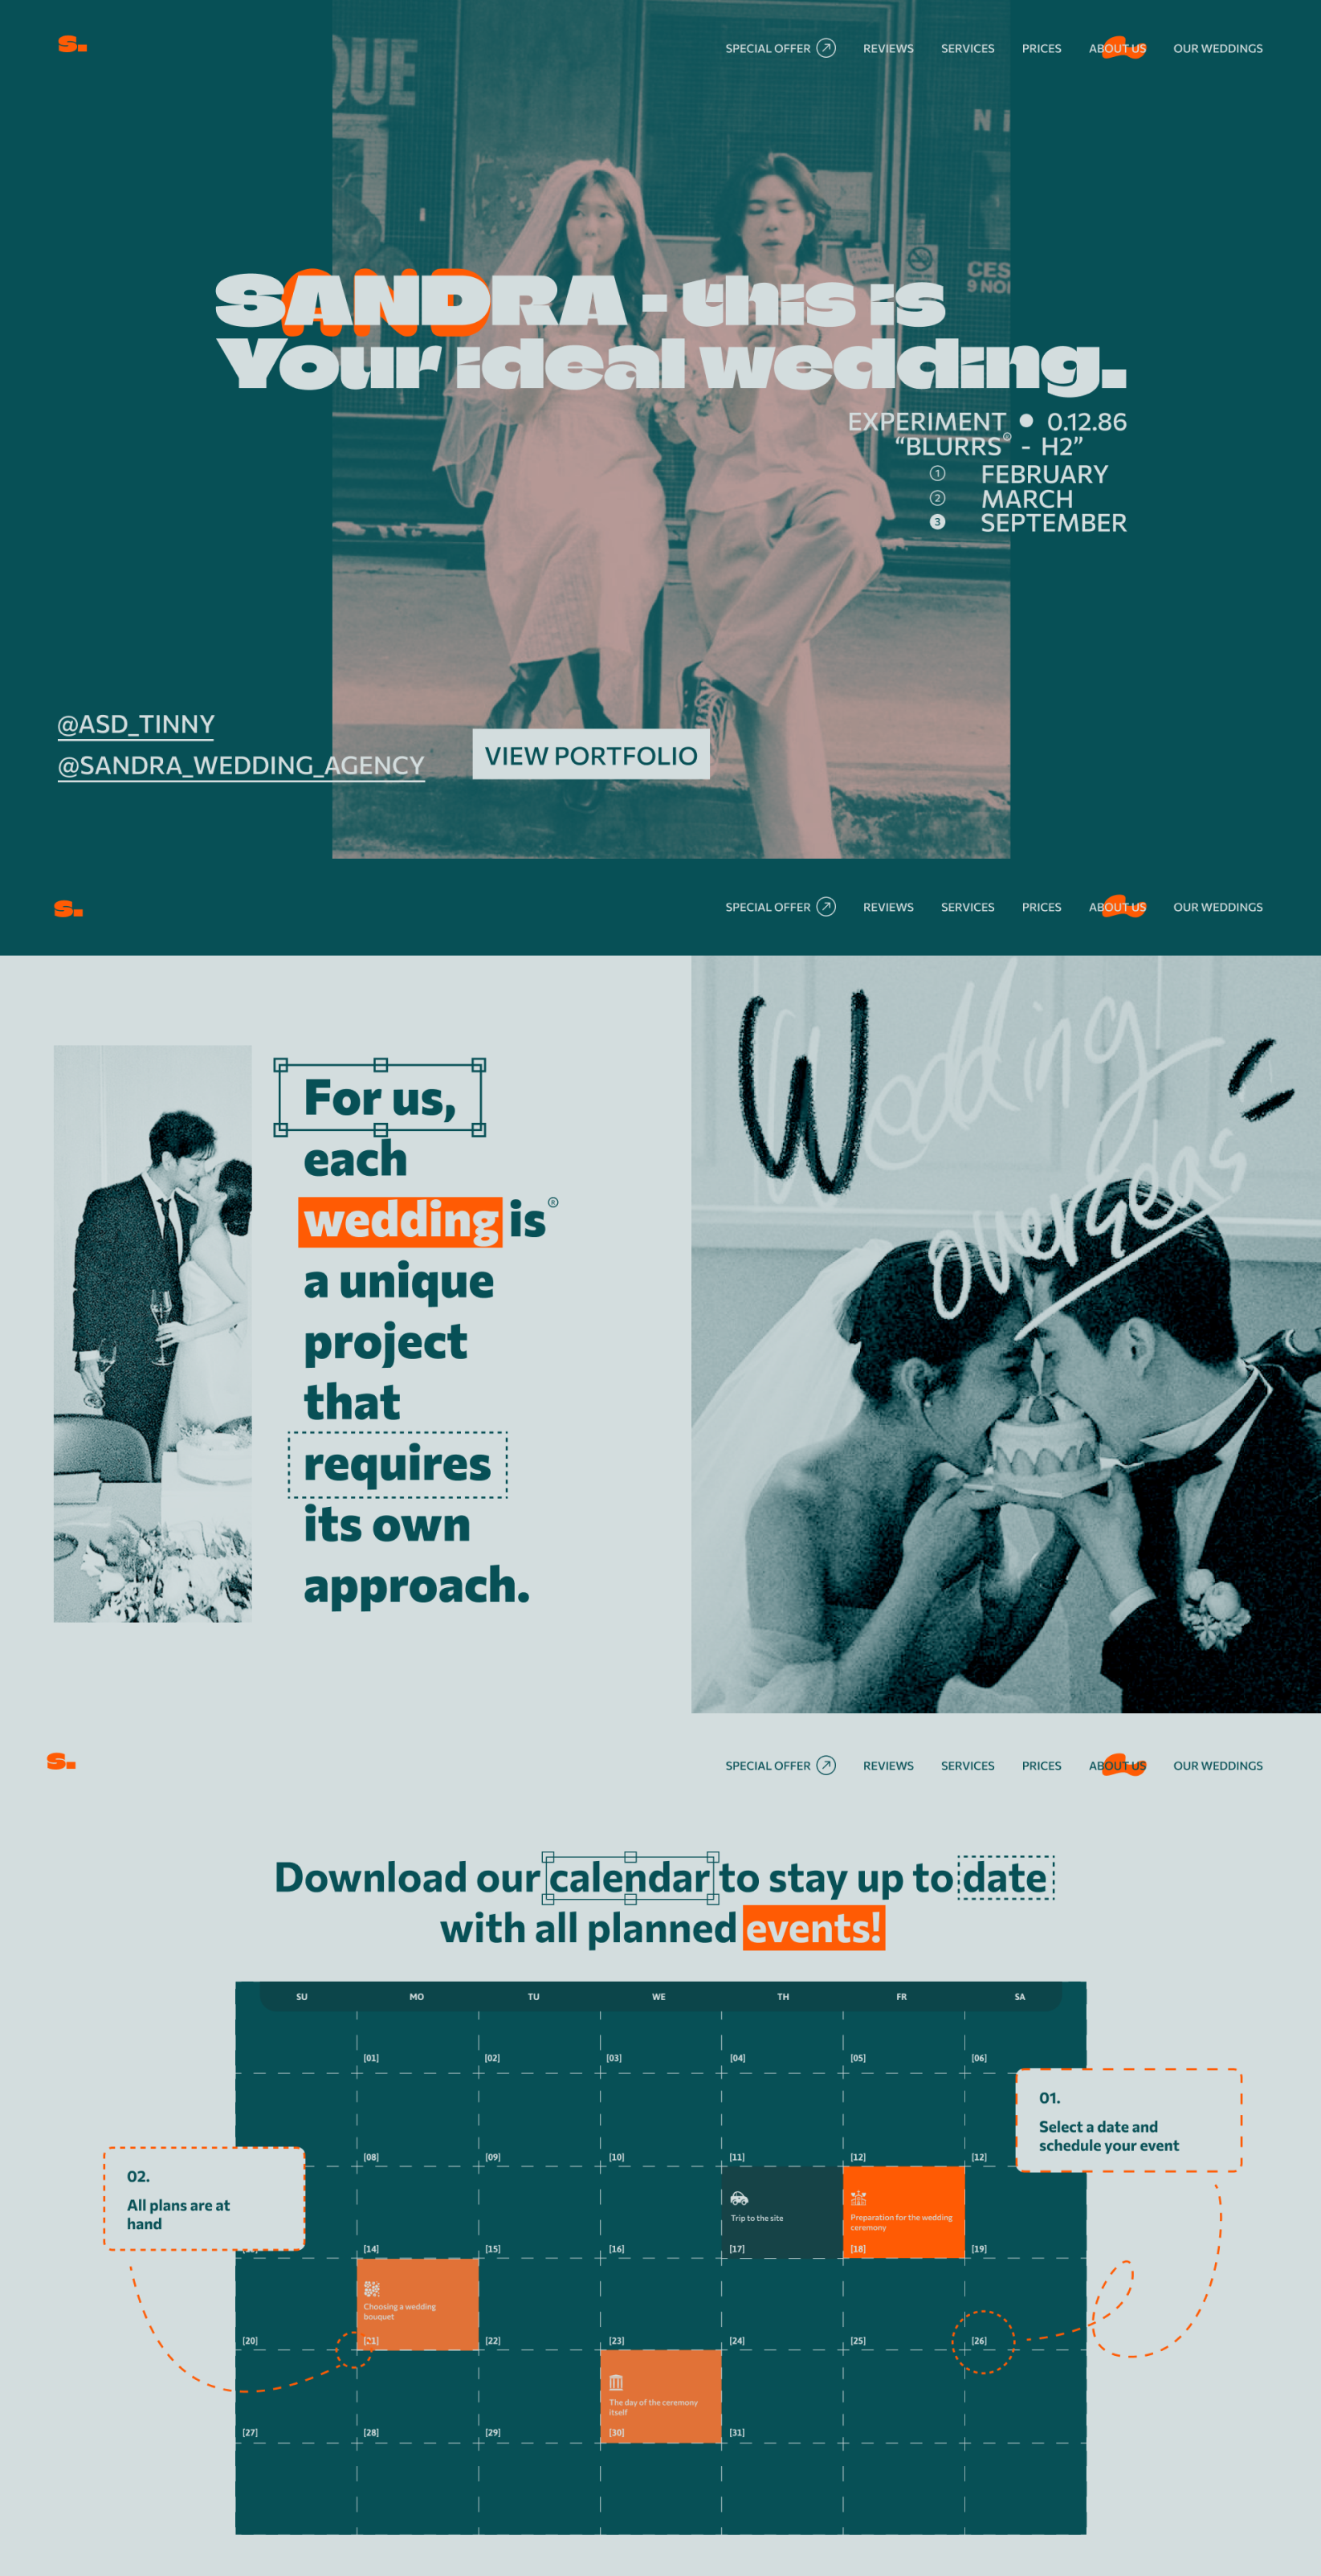 s.
SPECIAL OFFER REVIEWS SERVICES PRICES ABOUT US OUR WEDDINGS
QUE
N i
CES
9 NOI
SANDRA - this is
Your ideal wedding.
EXPERIMENT ● 0.12.86
“BLURRS® - H2”
1 FEBRUARY
2 MARCH
3 SEPTEMBER
@ASD_TINNY
@SANDRA_WEDDING_AGENCY
VIEW PORTFOLIO
s.
SPECIAL OFFER REVIEWS SERVICES PRICES ABOUT US OUR WEDDINGS
For us,
each
wedding is®
a unique
project
that
requires
its own
approach.
Wedding
overseas
s.
SPECIAL OFFER REVIEWS SERVICES PRICES ABOUT US OUR WEDDINGS
Download our calendar to stay up to date
with all planned events!
SU MO TU WE TH FR SA
[01] [02] [03] [04] [05] [06]
01.
Select a date and
schedule your event
[08] [09] [10] [11] [12] [12]
02.
All plans are at
hand
Trip to the site
Preparation for the wedding
ceremony
[14] [15] [16] [17] [18] [19]
Choosing a wedding
bouquet
[20] [21] [22] [23] [24] [25] [26]
The day of the ceremony
itself
[27] [28] [29] [30] [31]